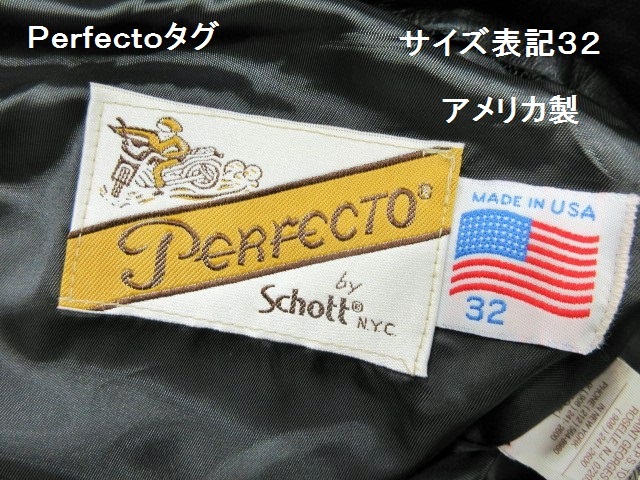 Perfectoタグ
サイズ表記32
アメリカ製
PERFECTO®
by
Schott®
N.Y.C.
MADE IN USA
32